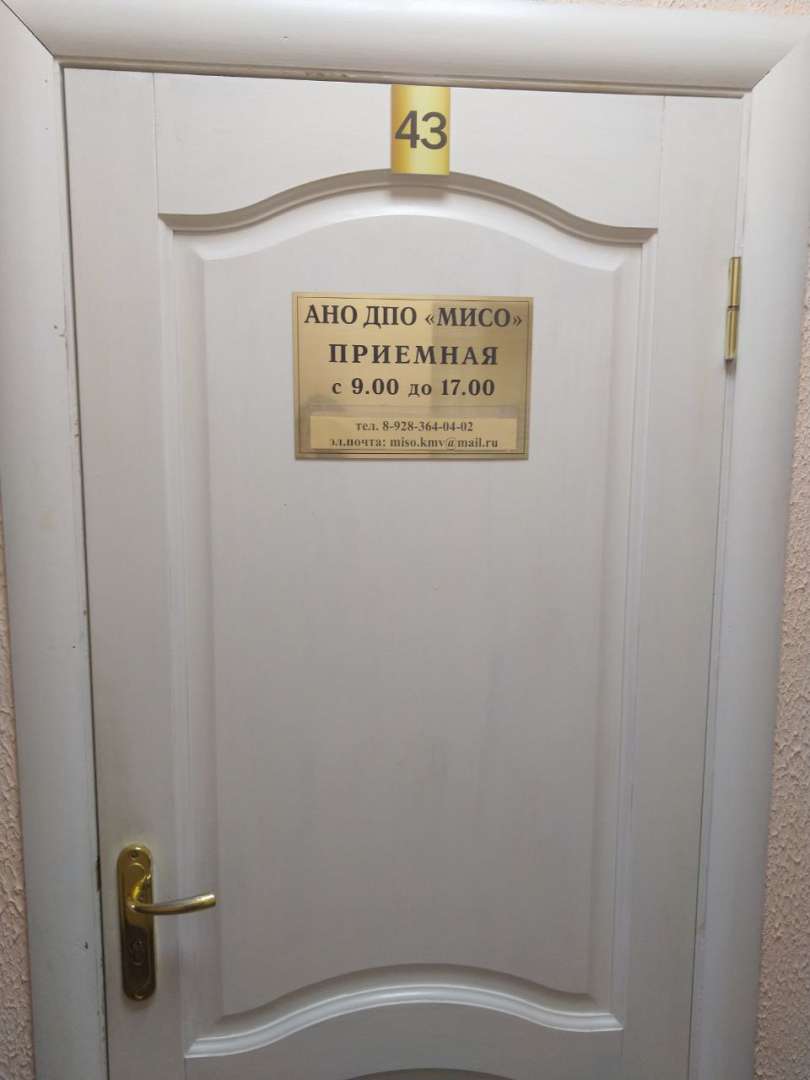 43
АНО ДПО «МИСО»
ПРИЕМНАЯ
с 9.00 до 17.00
тел. 8-928-364-04-02
эл.почта: miso.kmv@mail.ru